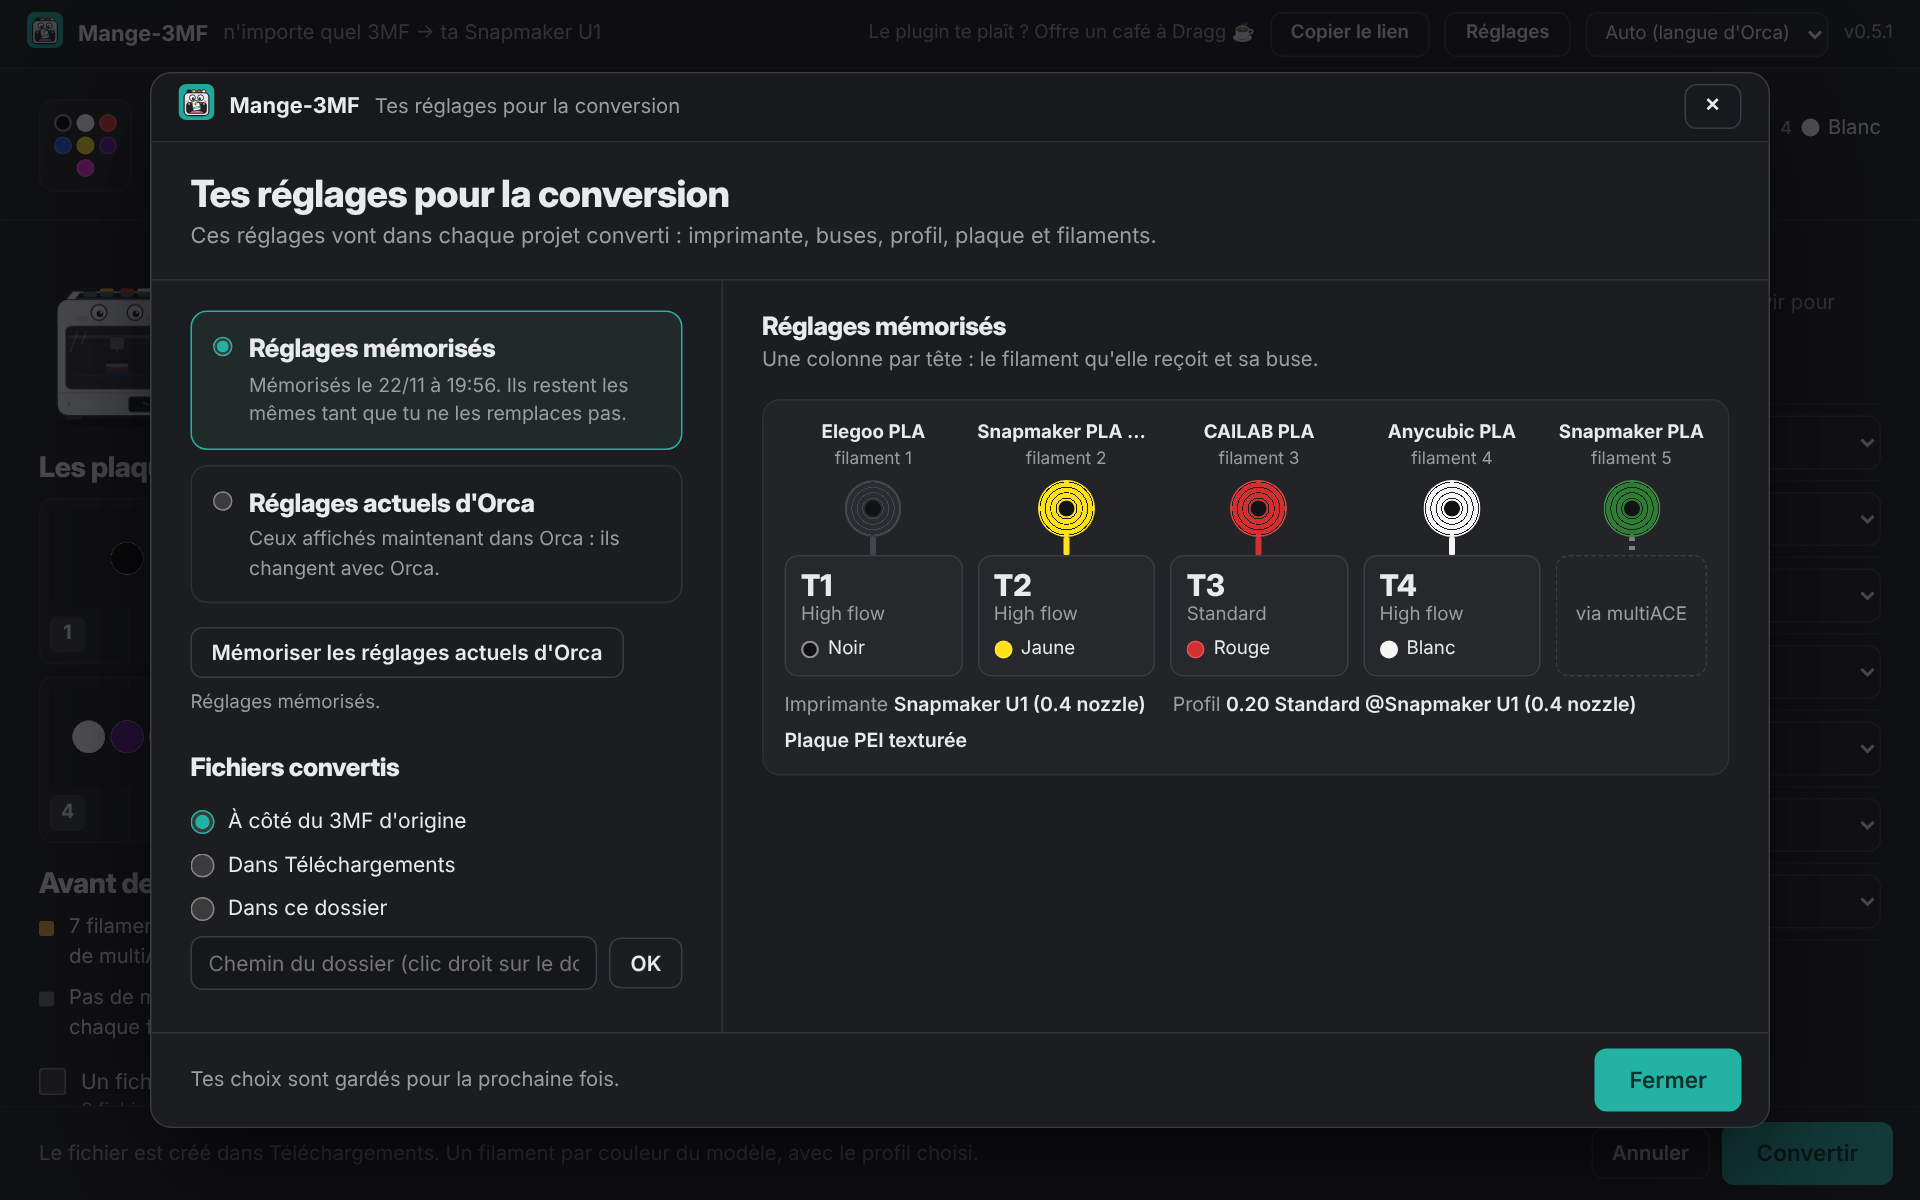 Mange-3MF n'importe quel 3MF → ta Snapmaker U1
Le plugin te plaît ? Offre un café à Dragg ☕
Copier le lien
Réglages
Auto (langue d'Orca)
v0.5.1
Mange-3MF Tes réglages pour la conversion
×
4 Blanc
Tes réglages pour la conversion
Ces réglages vont dans chaque projet converti : imprimante, buses, profil, plaque et filaments.
Réglages mémorisés
Mémorisés le 22/11 à 19:56. Ils restent les
mêmes tant que tu ne les remplaces pas.
Réglages actuels d'Orca
Ceux affichés maintenant dans Orca : ils
changent avec Orca.
Mémoriser les réglages actuels d'Orca
Réglages mémorisés.
Fichiers convertis
À côté du 3MF d'origine
Dans Téléchargements
Dans ce dossier
Chemin du dossier (clic droit sur le do
OK
Réglages mémorisés
Une colonne par tête : le filament qu'elle reçoit et sa buse.
Elegoo PLA
filament 1
T1
High flow
Noir
Snapmaker PLA ...
filament 2
T2
High flow
Jaune
CAILAB PLA
filament 3
T3
Standard
Rouge
Anycubic PLA
filament 4
T4
High flow
Blanc
Snapmaker PLA
filament 5
via multiACE
Imprimante Snapmaker U1 (0.4 nozzle) Profil 0.20 Standard @Snapmaker U1 (0.4 nozzle)
Plaque PEI texturée
Tes choix sont gardés pour la prochaine fois.
Fermer
ir pour
Les plaq
1
4
Avant de
7 filamen
de multi
Pas de m
chaque f
Un fich
Le fichier est créé dans Téléchargements. Un filament par couleur du modèle, avec le profil choisi.
Annuler
Convertir